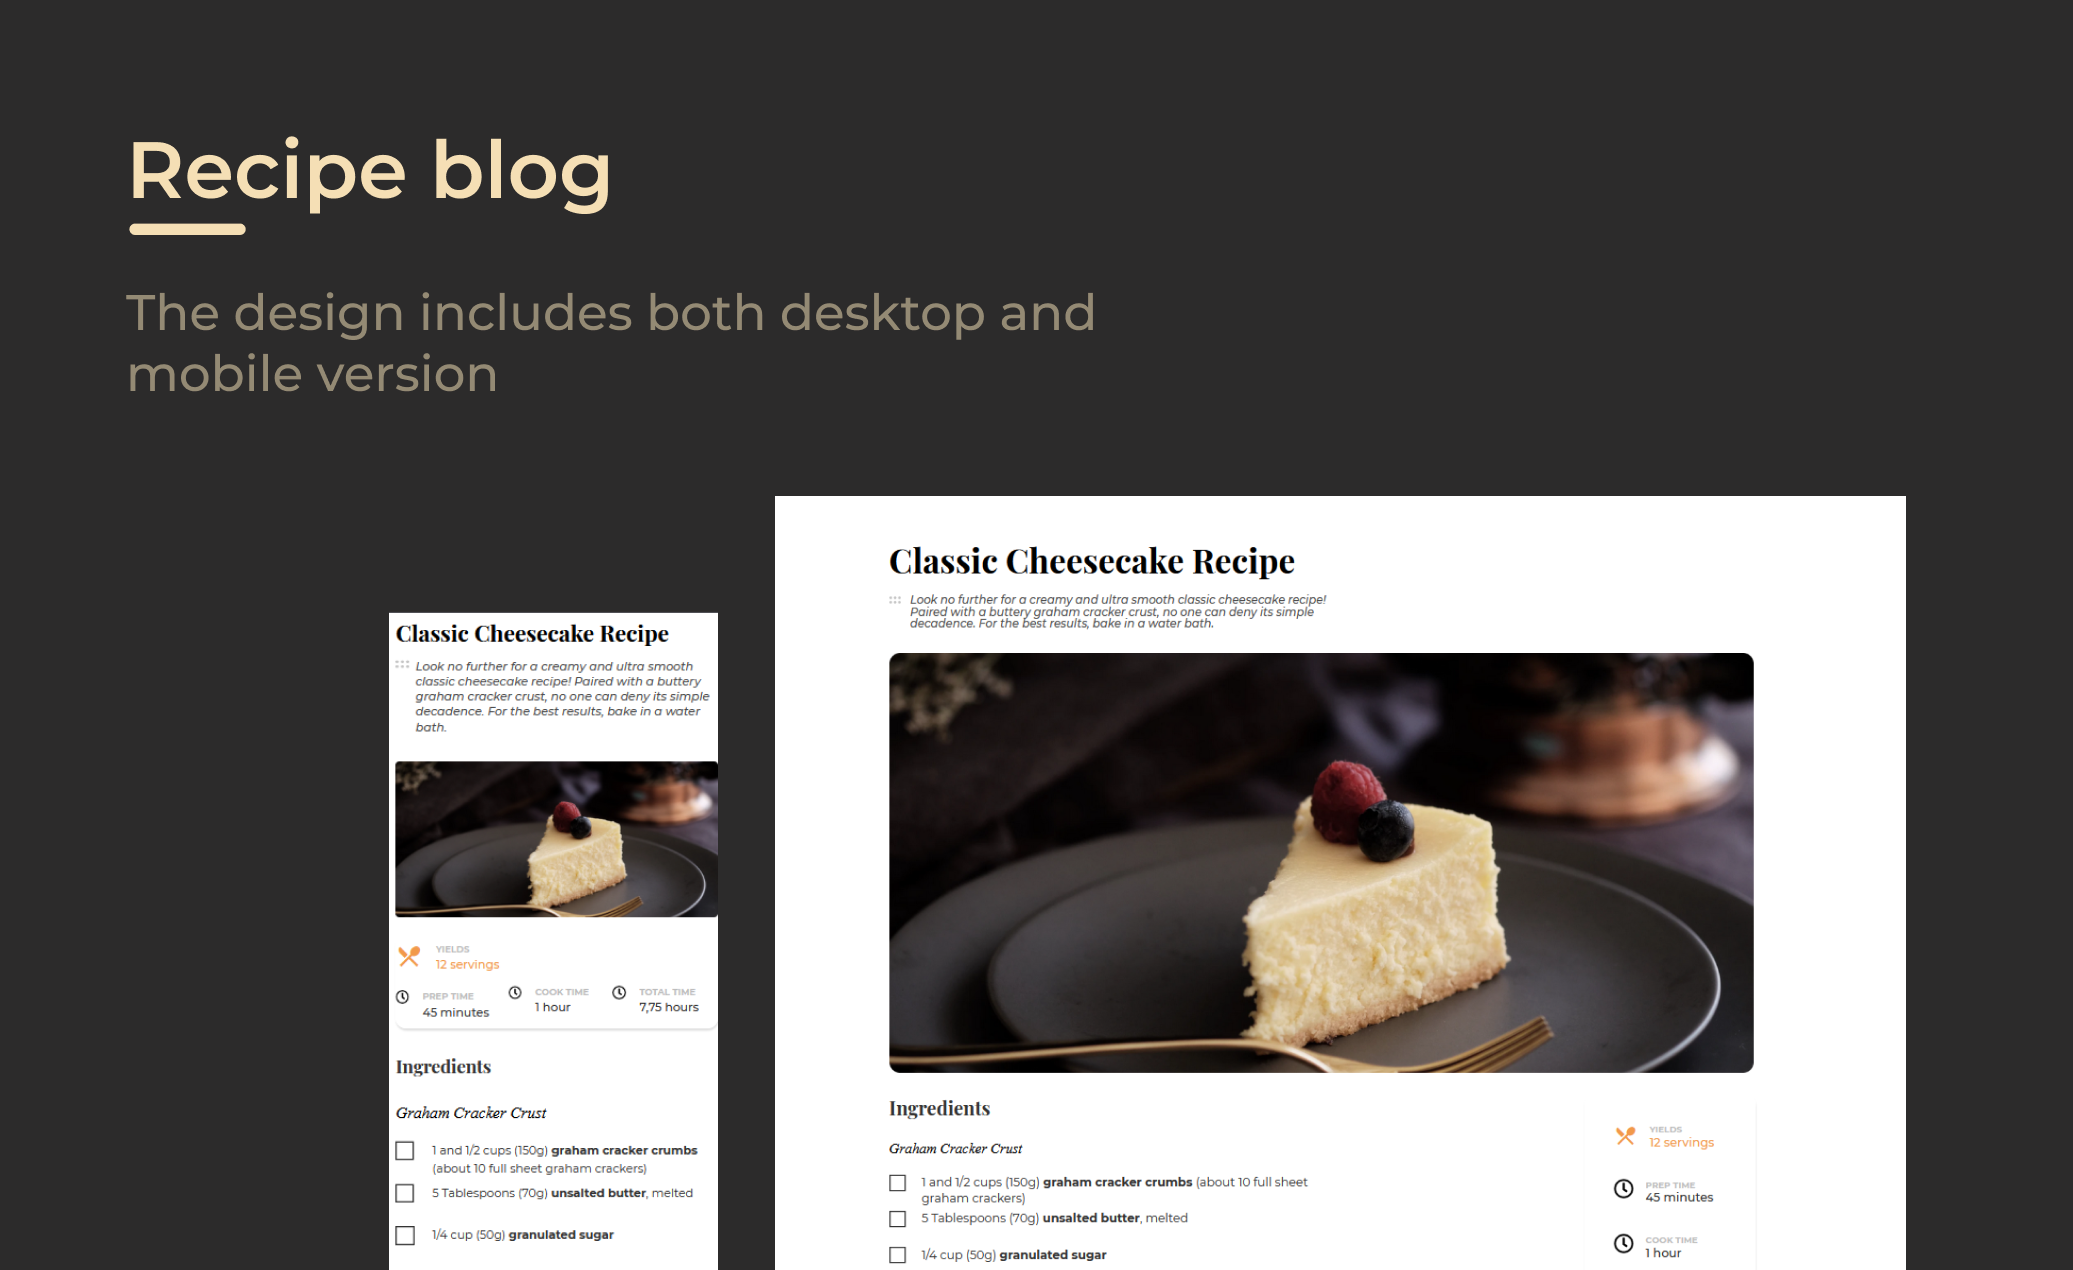 Recipe blog
The design includes both desktop and
mobile version
Classic Cheesecake Recipe
Look no further for a creamy and ultra smooth
classic cheesecake recipe! Paired with a buttery
graham cracker crust, no one can deny its simple
decadence. For the best results, bake in a water
bath.
YIELDS
12 servings
PREP TIME
45 minutes
COOK TIME
1 hour
TOTAL TIME
7,75 hours
Ingredients
Graham Cracker Crust
1 and 1/2 cups (150g) graham cracker crumbs
(about 10 full sheet graham crackers)
5 Tablespoons (70g) unsalted butter, melted
1/4 cup (50g) granulated sugar
Classic Cheesecake Recipe
Look no further for a creamy and ultra smooth classic cheesecake recipe!
Paired with a buttery graham cracker crust, no one can deny its simple
decadence. For the best results, bake in a water bath.
Ingredients
Graham Cracker Crust
1 and 1/2 cups (150g) graham cracker crumbs (about 10 full sheet
graham crackers)
5 Tablespoons (70g) unsalted butter, melted
1/4 cup (50g) granulated sugar
YIELDS
12 servings
PREP TIME
45 minutes
COOK TIME
1 hour